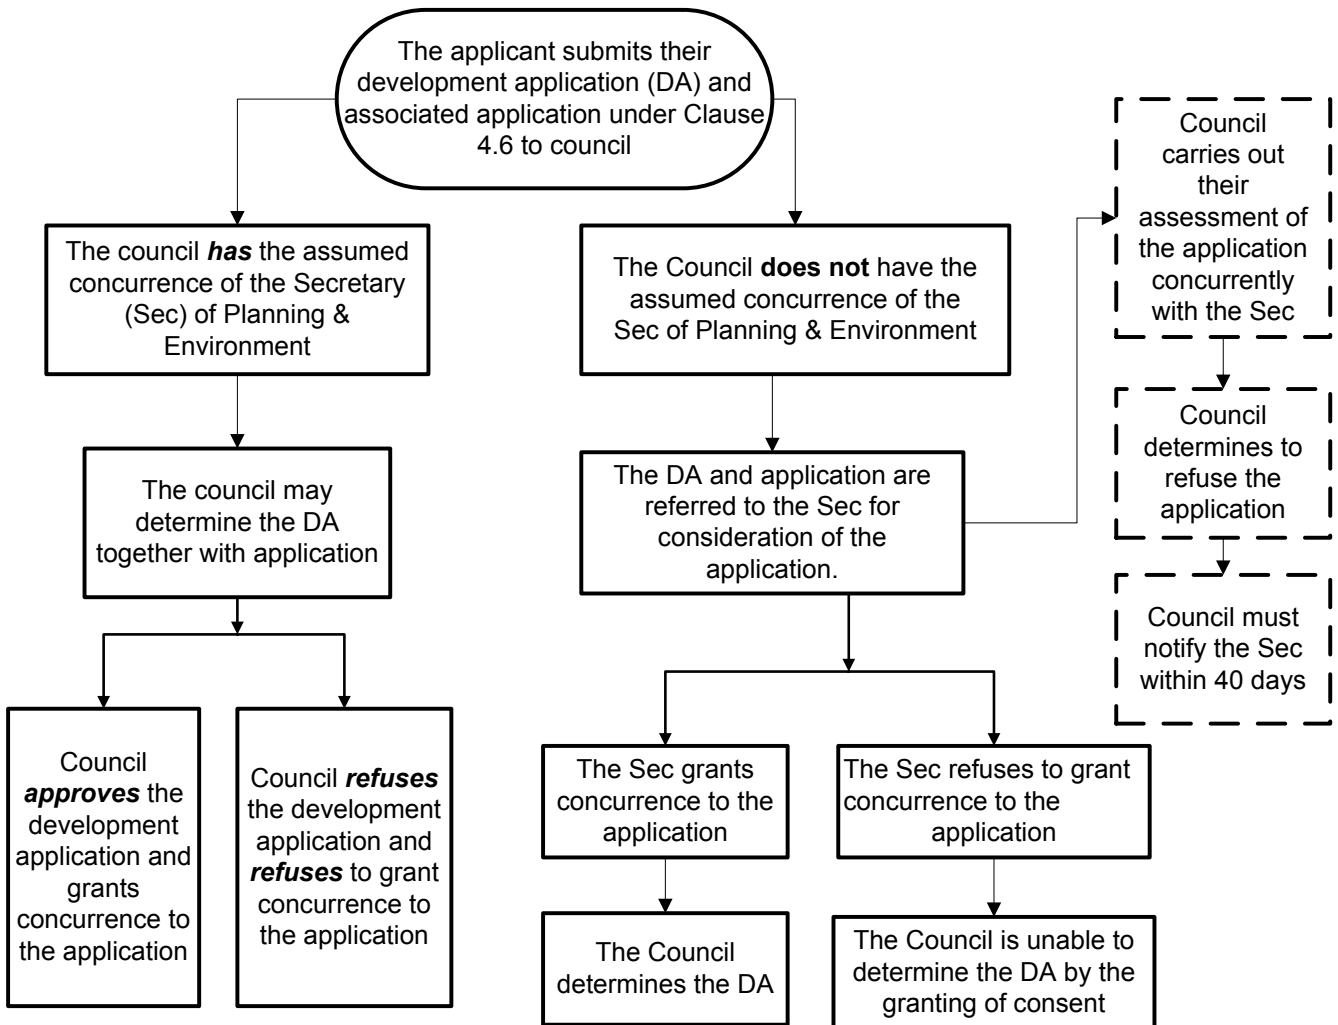 The applicant submits their
development application (DA) and
associated application under Clause
4.6 to council
The council has the assumed
concurrence of the Secretary
(Sec) of Planning &
Environment
The Council does not have the
assumed concurrence of the
Sec of Planning & Environment
Council
carries out
their
assessment of
the application
concurrently
with the Sec
The council may
determine the DA
together with application
The DA and application are
referred to the Sec for
consideration of the
application.
Council
determines to
refuse the
application
Council must
notify the Sec
within 40 days
Council
approves the
development
application and
grants
concurrence to
the application
Council refuses
the development
application and
refuses to grant
concurrence to
the application
The Sec grants
concurrence to the
application
The Sec refuses to grant
concurrence to the
application
The Council
determines the DA
The Council is unable to
determine the DA by the
granting of consent